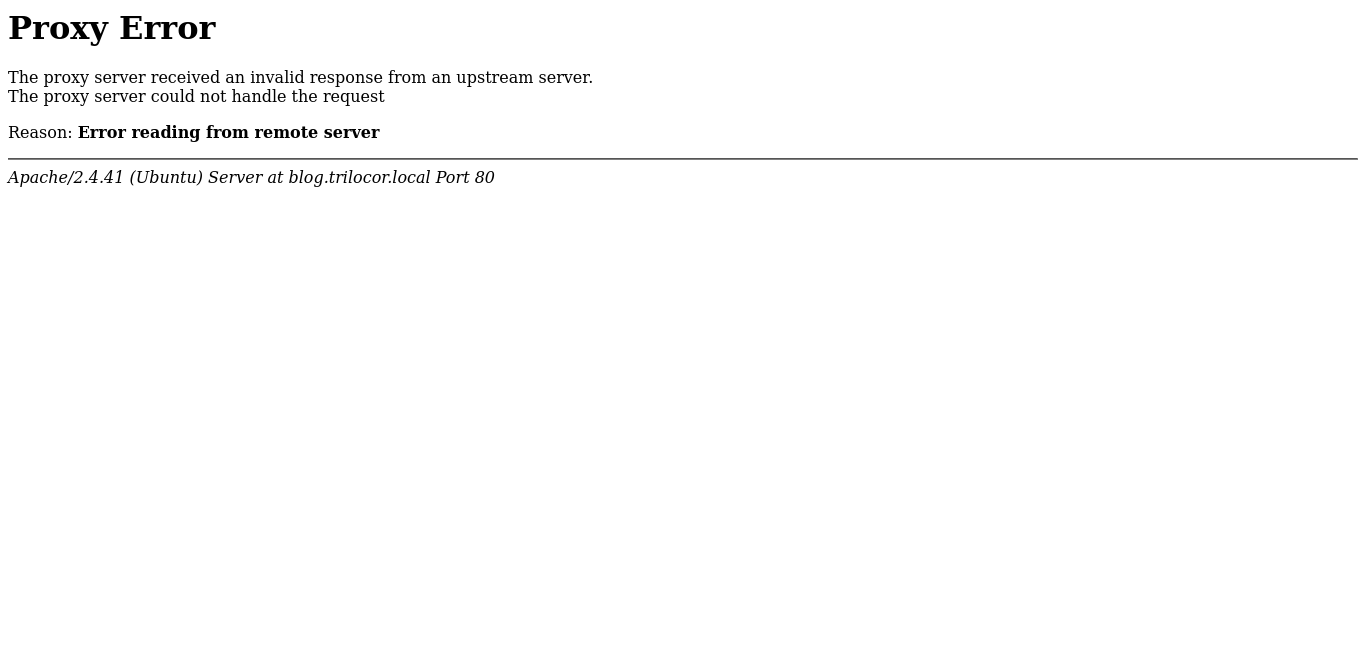 Proxy Error
The proxy server received an invalid response from an upstream server.
The proxy server could not handle the request
Reason: Error reading from remote server
Apache/2.4.41 (Ubuntu) Server at blog.trilocor.local Port 80